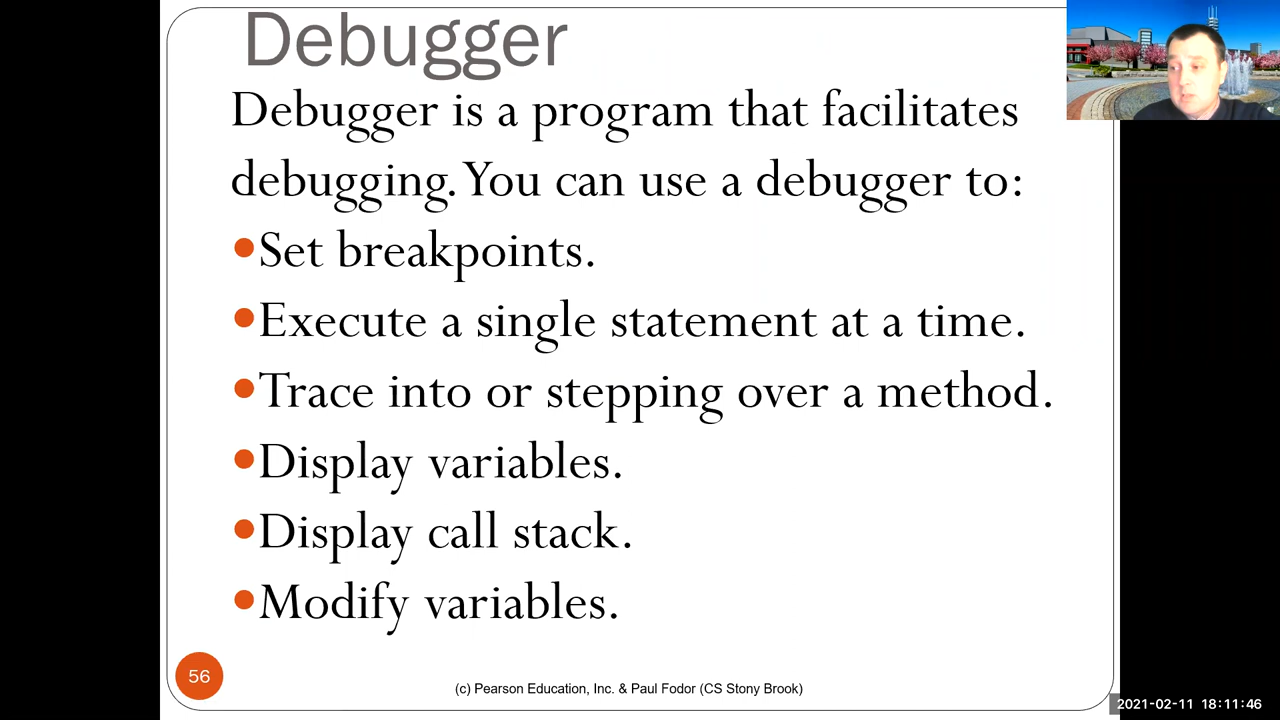 Debugger
Debugger is a program that facilitates
debugging. You can use a debugger to:
•Set breakpoints.
•Execute a single statement at a time.
•Trace into or stepping over a method.
•Display variables.
•Display call stack.
•Modify variables.
56
(c) Pearson Education, Inc. & Paul Fodor (CS Stony Brook)
2021-02-11 18:11:46